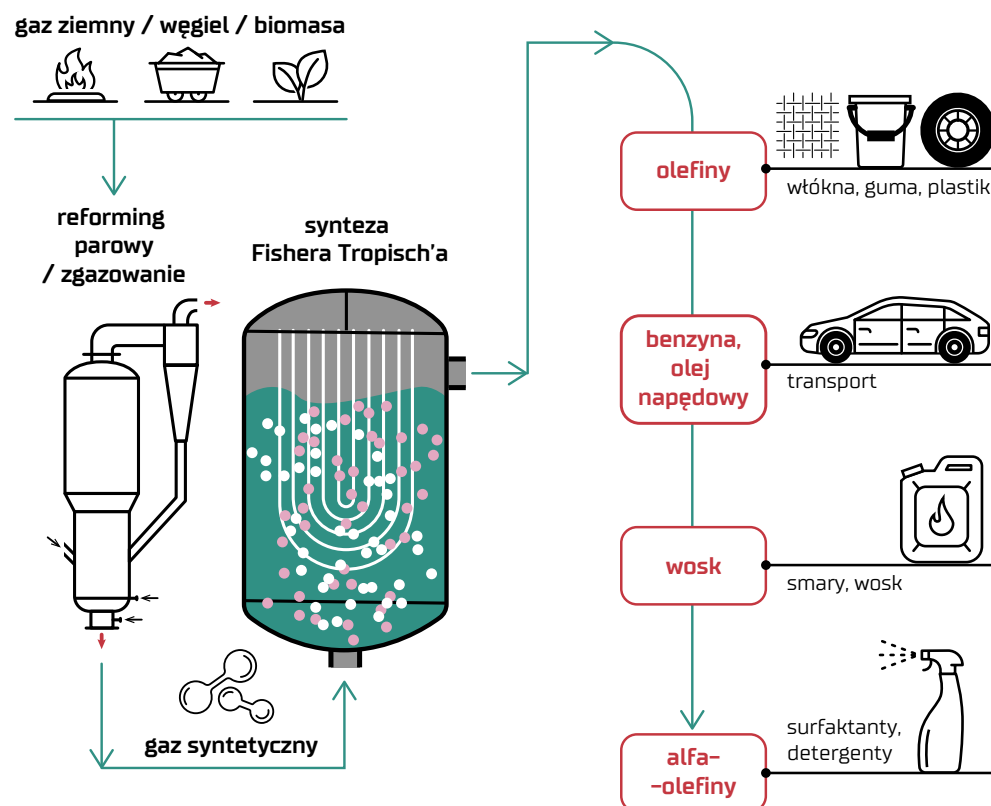 gaz ziemny / węgiel / biomasa
reforming
parowy
/ zgazowanie
synteza
Fishera Tropisch’a
gaz syntetyczny
olefiny
włókna, guma, plastik
benzyna,
olej
napędowy
transport
wosk
smary, wosk
alfa-
-olefiny
surfaktanty,
detergenty